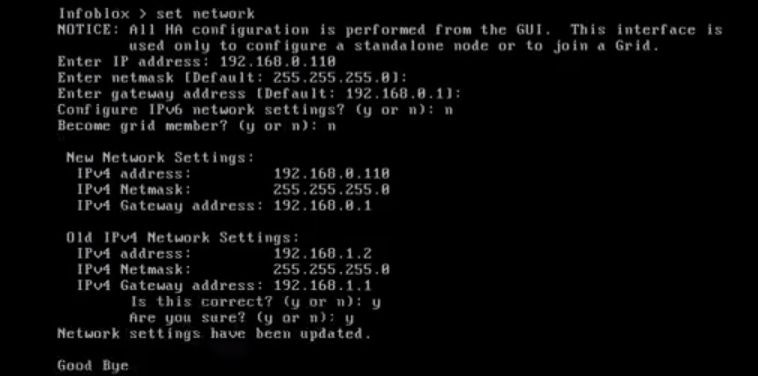 Infoblox > set network
NOTICE: All HA configuration is performed from the GUI.  This interface is
used only to configure a standalone node or to join a Grid.
Enter IP address: 192.168.0.110
Enter netmask [Default: 255.255.255.0]:
Enter gateway address [Default: 192.168.0.1]:
Configure IPv6 network settings? (y or n): n
Become grid member? (y or n): n
New Network Settings:
IPv4 address:          192.168.0.110
IPv4 Netmask:          255.255.255.0
IPv4 Gateway address: 192.168.0.1
Old IPv4 Network Settings:
IPv4 address:          192.168.1.2
IPv4 Netmask:          255.255.255.0
IPv4 Gateway address: 192.168.1.1
Is this correct? (y or n): y
Are you sure? (y or n): y
Network settings have been updated.
Good Bye